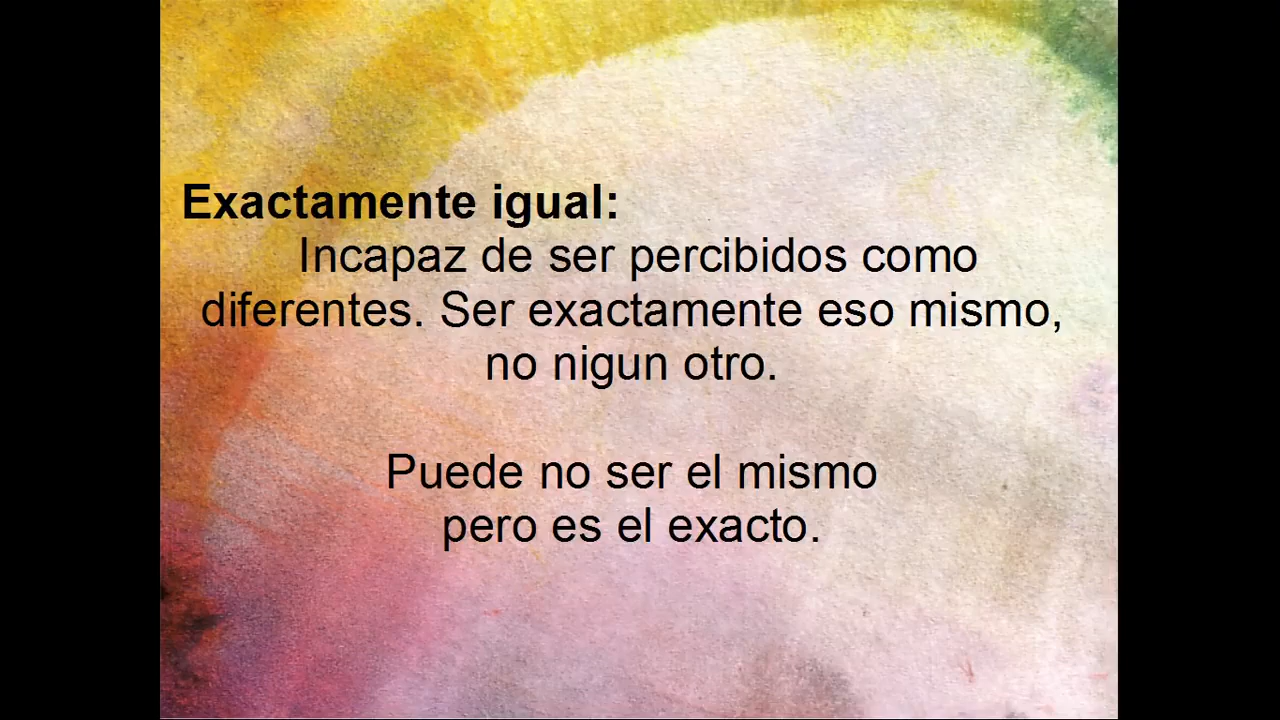 Exactamente igual:
Incapaz de ser percibidos como
diferentes. Ser exactamente eso mismo,
no nigun otro.
Puede no ser el mismo
pero es el exacto.